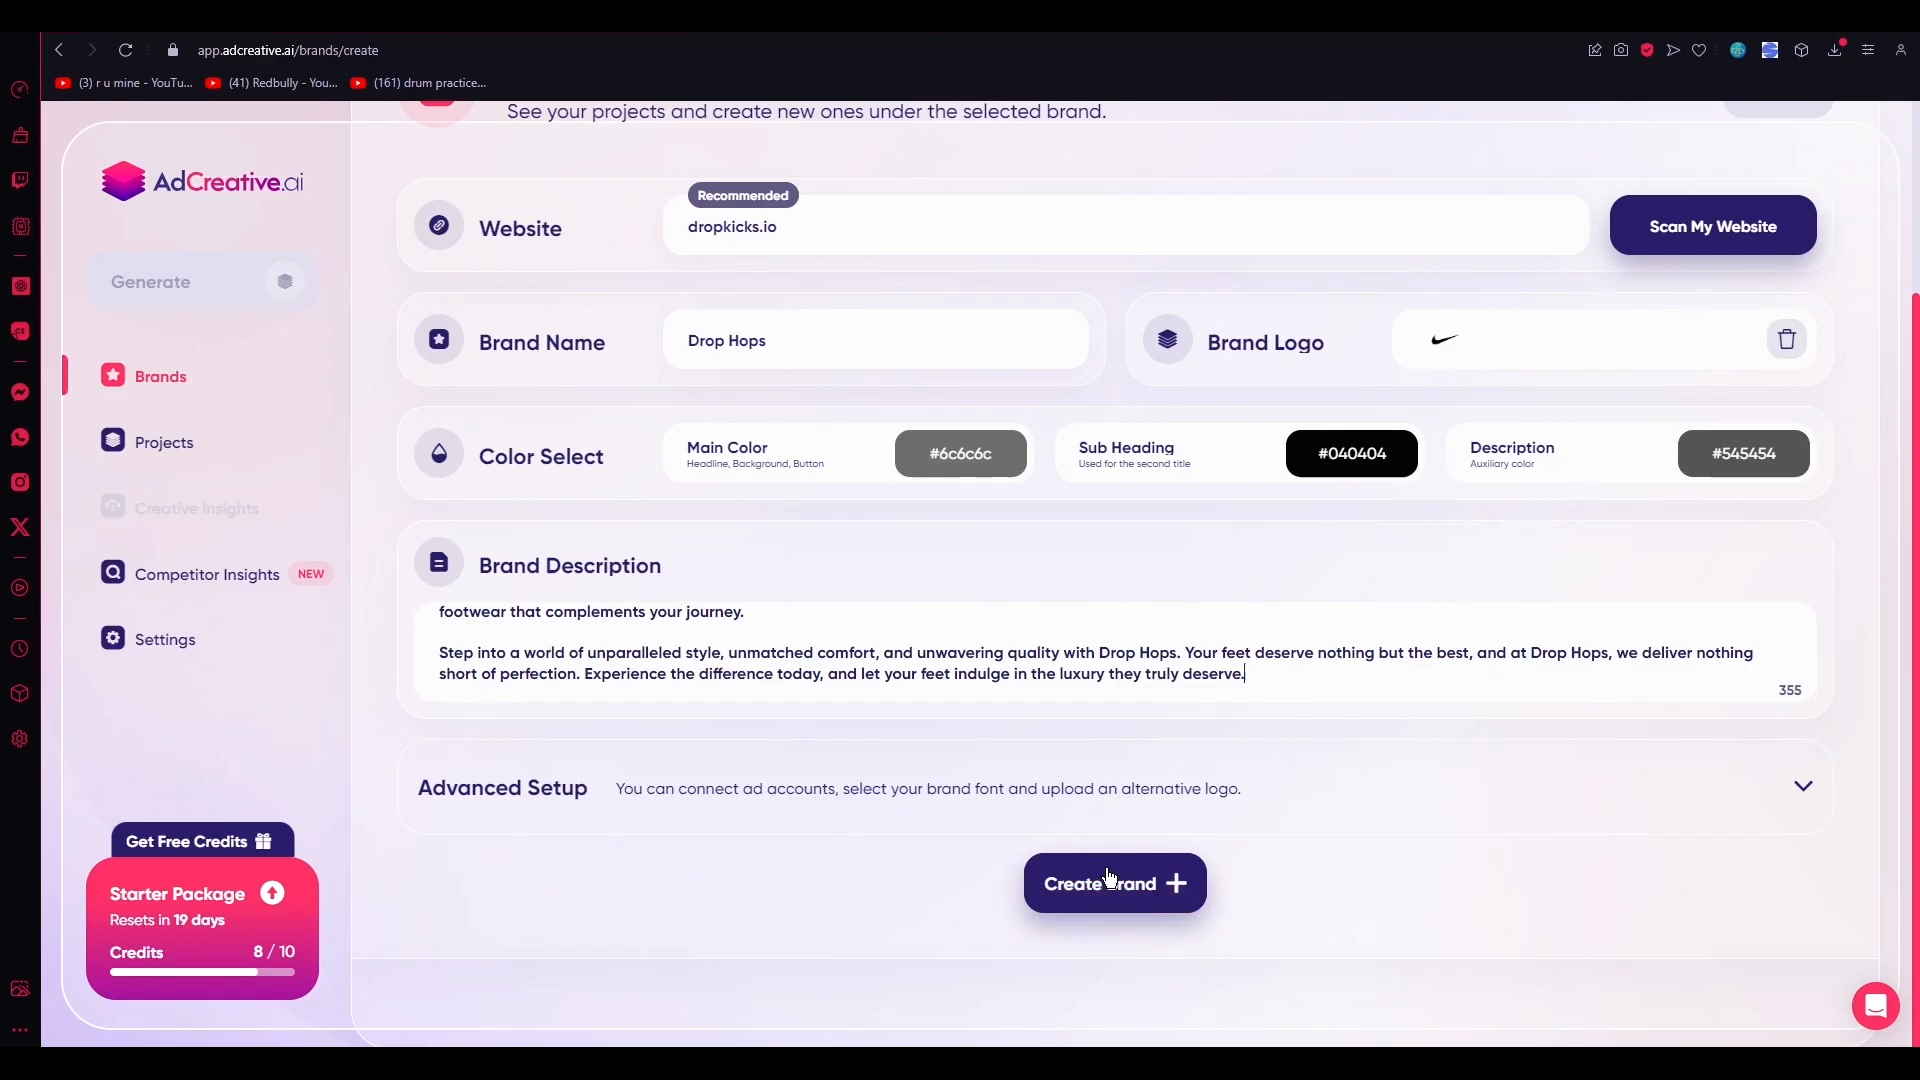 app.adcreative.ai/brands/create
(3) r u mine - YouTu...
(41) Redbully - You...
(161) drum practice...
See your projects and create new ones under the selected brand.
AdCreative.ai
Generate
Brands
Projects
Creative Insights
Competitor Insights NEW
Settings
Get Free Credits
Starter Package
Resets in 19 days
Credits 8 / 10
Website
Recommended
dropkicks.io
Scan My Website
Brand Name
Drop Hops
Brand Logo
Color Select
Main Color
Headline, Background, Button
#6c6c6c
Sub Heading
Used for the second title
#040404
Description
Auxiliary color
#545454
Brand Description
footwear that complements your journey.
Step into a world of unparalleled style, unmatched comfort, and unwavering quality with Drop Hops. Your feet deserve nothing but the best, and at Drop Hops, we deliver nothing
short of perfection. Experience the difference today, and let your feet indulge in the luxury they truly deserve.
355
Advanced Setup
You can connect ad accounts, select your brand font and upload an alternative logo.
Create Brand